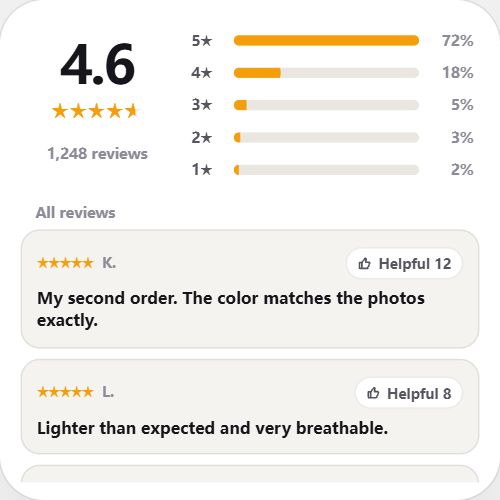 4.6
1,248 reviews
5★ 72%
4★ 18%
3★ 5%
2★ 3%
1★ 2%
All reviews
★★★★★ K. Helpful 12
My second order. The color matches the photos
exactly.
★★★★★ L. Helpful 8
Lighter than expected and very breathable.